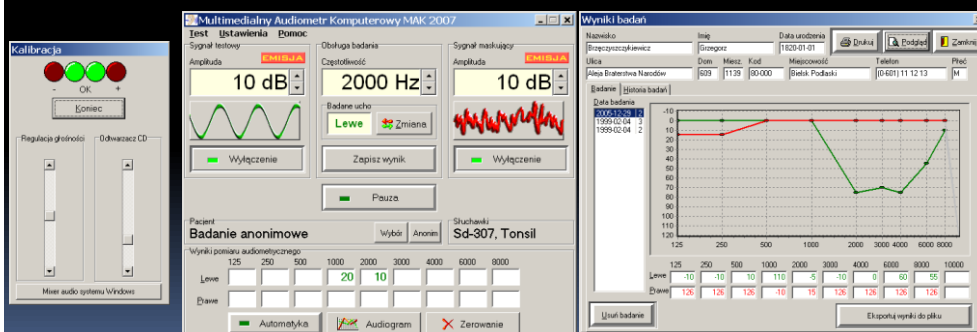 Kalibracja
- OK +
Koniec
Regulacja głośności
Odtwarzacz CD
Mixer audio systemu Windows
Multimedialny Audiometr Komputerowy MAK 2007
Test Ustawienia Pomoc
Sygnał testowy
EMISJA
Amplituda
10 dB
Wyłączenie
Obsługa badania
Częstotliwość
2000 Hz
Badane ucho
Lewe Zmiana
Zapisz wynik
Pauza
Sygnał maskujący
EMISJA
Amplituda
10 dB
Wyłączenie
Pacjent
Badanie anonimowe
Wybór Anonim
Słuchawki
Sd-307, Tonsil
Wyniki pomiaru audiometrycznego
125 250 500 1000 2000 3000 4000 6000 8000
Lewe 20 10
Prawe
Automatyka Audiogram Zerowanie
Wyniki badań
Nazwisko Imię Data urodzenia
Brzęczyszczykiewicz Grzegorz 1820-01-01
Drukuj Podgląd Zamknij
Ulica Dom Miesz. Kod Miejscowość Telefon Płeć
Aleja Braterstwa Narodów 609 1139 80-000 Bielsk Podlaski (0-601) 11 12 13 M
Badanie Historia badań
Data badania
2005-12-29 2
1999-02-04 3
1999-02-04 2
-10
0
10
20
30
40
50
60
70
80
90
100
110
120
125 250 500 1000 2000 3000 4000 6000 8000
125 250 500 1000 2000 3000 4000 6000 8000 10000
Lewe -10 -10 10 110 -5 -10 0 60 55
Prawe 126 126 126 -10 15 126 126 126 126
Usuń badanie
Eksportuj wyniki do pliku